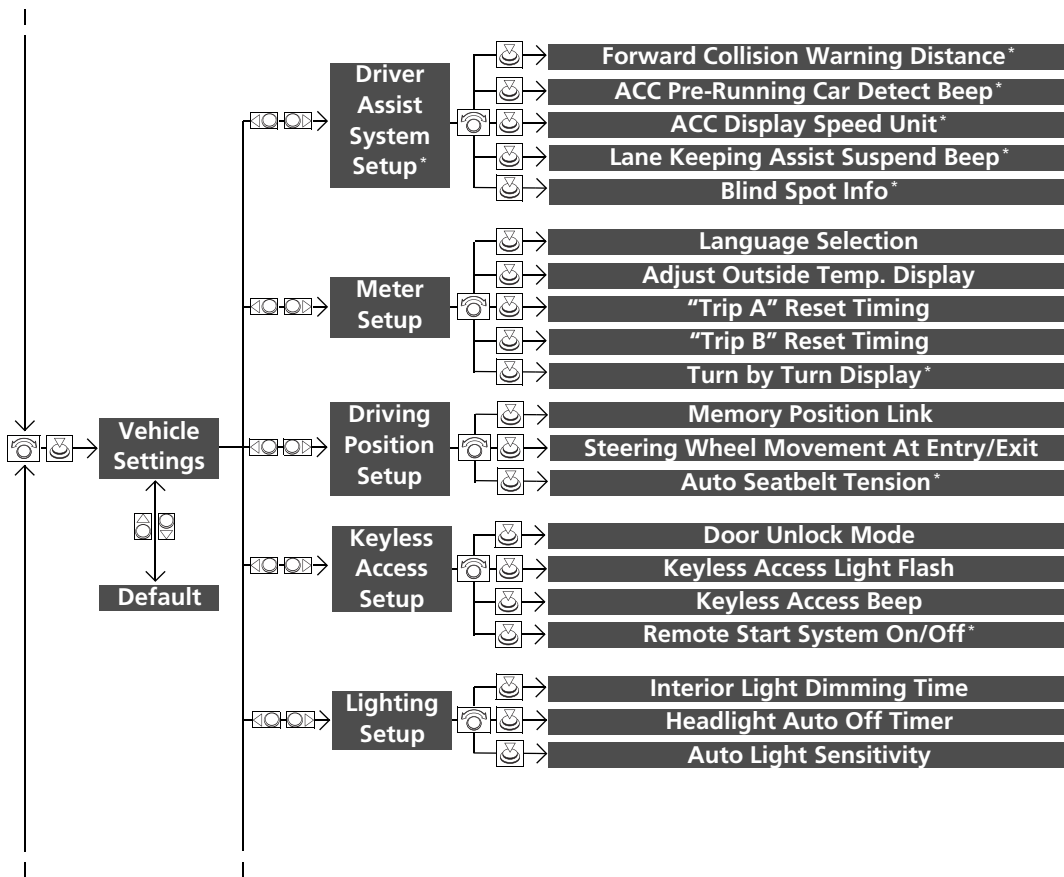 Driver
Assist
System
Setup*
Forward Collision Warning Distance*
ACC Pre-Running Car Detect Beep*
ACC Display Speed Unit*
Lane Keeping Assist Suspend Beep*
Blind Spot Info*
Meter
Setup
Language Selection
Adjust Outside Temp. Display
“Trip A” Reset Timing
“Trip B” Reset Timing
Turn by Turn Display*
Vehicle
Settings
Default
Driving
Position
Setup
Memory Position Link
Steering Wheel Movement At Entry/Exit
Auto Seatbelt Tension*
Keyless
Access
Setup
Door Unlock Mode
Keyless Access Light Flash
Keyless Access Beep
Remote Start System On/Off*
Lighting
Setup
Interior Light Dimming Time
Headlight Auto Off Timer
Auto Light Sensitivity